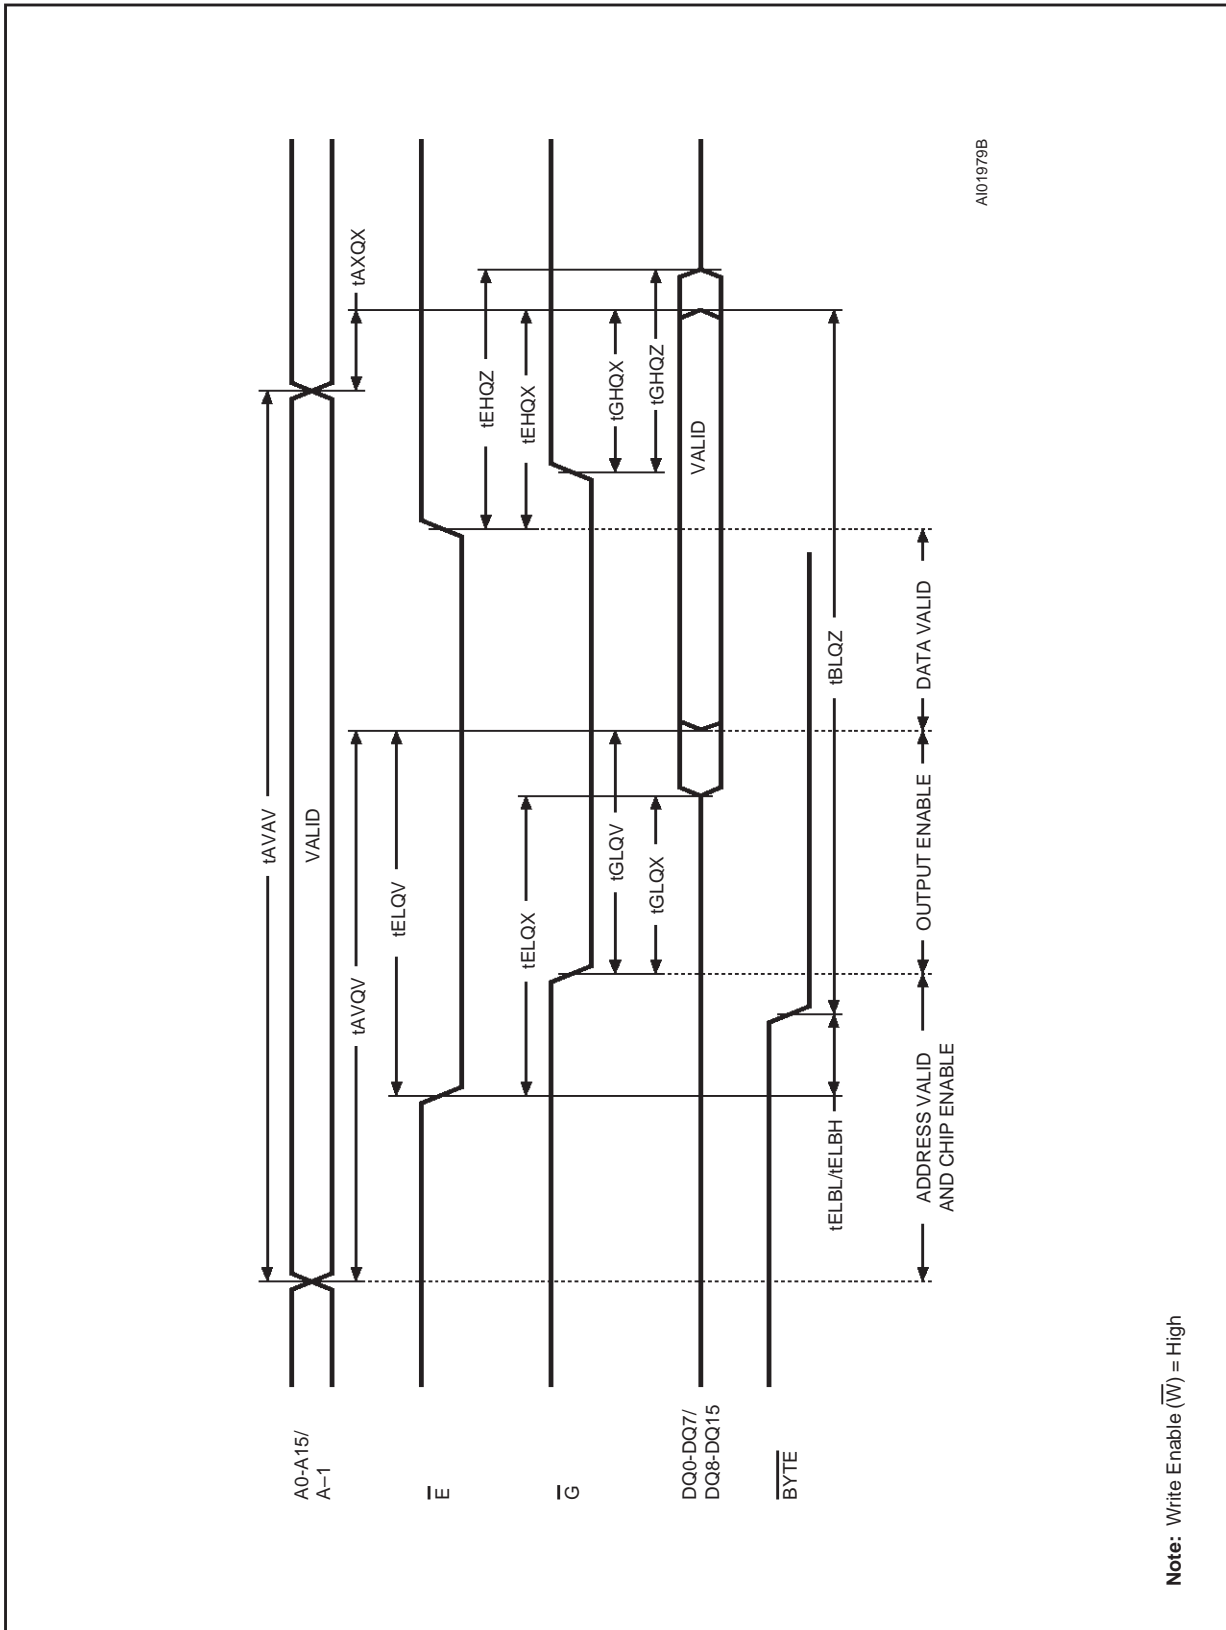 tAVAV
A0-A15/
A–1
VALID
tAVQV
tAXQX
tELQV
E
tEHQZ
tELQX
tEHQX
G
tGLQV
tGHQX
tGLQX
tGHQZ
DQ0-DQ7/
DQ8-DQ15
VALID
BYTE
tELBL/tELBH
tBLQZ
ADDRESS VALID
AND CHIP ENABLE
OUTPUT ENABLE
DATA VALID
AI01979B
Note: Write Enable (W) = High